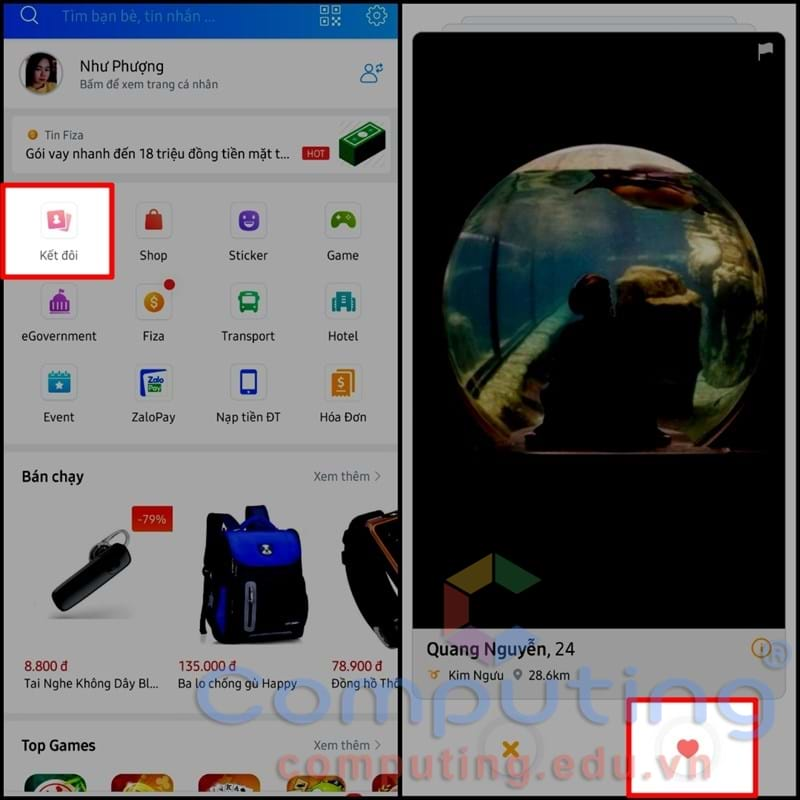 Tìm bạn bè, tin nhắn ...
Như Phượng
Bấm để xem trang cá nhân
Tin Fiza
Gói vay nhanh đến 18 triệu đồng tiền mặt t...
HOT
Kết đôi
Shop
Sticker
Game
eGovernment
Fiza
Transport
Hotel
Event
Zalo Pay
ZaloPay
Nạp tiền ĐT
Hóa Đơn
Bán chạy
Xem thêm
-79%
8.800 đ
135.000 đ
78.900 đ
Tai Nghe Không Dây Bl...
Ba lo chống gù Happy
Đồng hồ Thô
Top Games
Xem thêm
Quang Nguyễn, 24
Kim Ngưu
28.6km
Computing®
computing.edu.vn